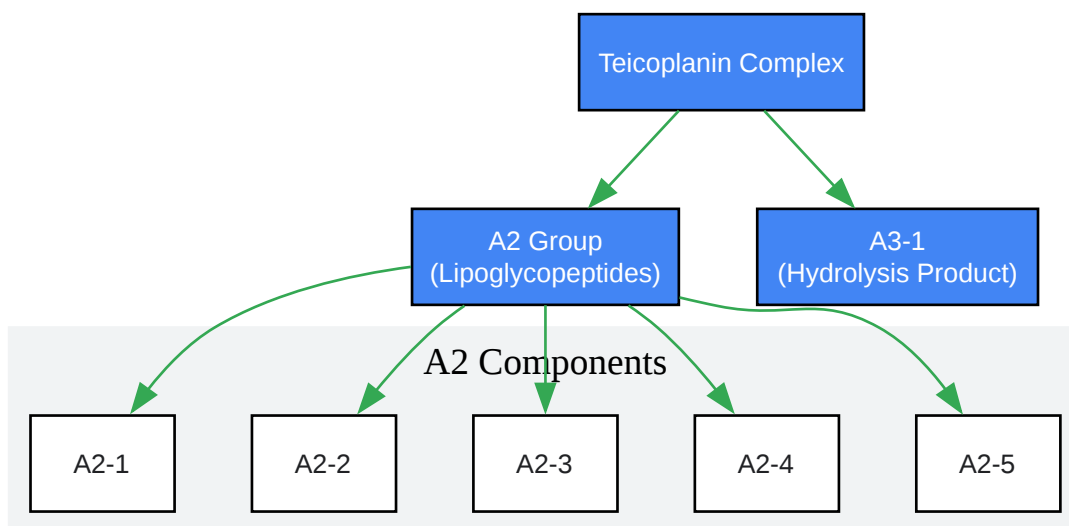 Teicoplanin Complex
A2 Group
(Lipoglycopeptides)
A3-1
(Hydrolysis Product)
A2 Components
A2-1
A2-2
A2-3
A2-4
A2-5